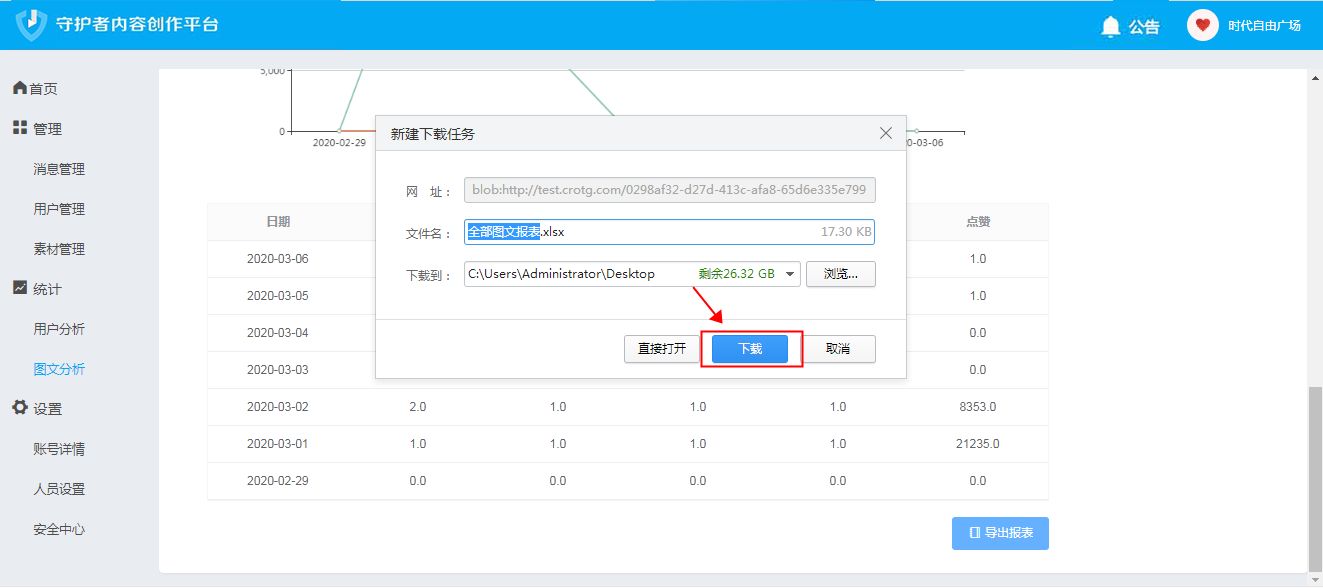 守护者内容创作平台
公告
时代自由广场
首页
管理
消息管理
用户管理
素材管理
统计
用户分析
图文分析
设置
账号详情
人员设置
安全中心
5,000
0
2020-02-29
0-03-06
新建下载任务
网 址：
blob:http://test.crotg.com/0298af32-d27d-413c-afa8-65d6e335e799
文件名：
全部图文报表.xlsx
17.30 KB
下载到：
C:\Users\Administrator\Desktop
剩余26.32 GB
浏览...
直接打开
下载
取消
日期 点赞
2020-03-06 1.0
2020-03-05 1.0
2020-03-04 0.0
2020-03-03 0.0
2020-03-02 2.0 1.0 1.0 1.0 8353.0
2020-03-01 1.0 1.0 1.0 1.0 21235.0
2020-02-29 0.0 0.0 0.0 0.0 0.0
导出报表